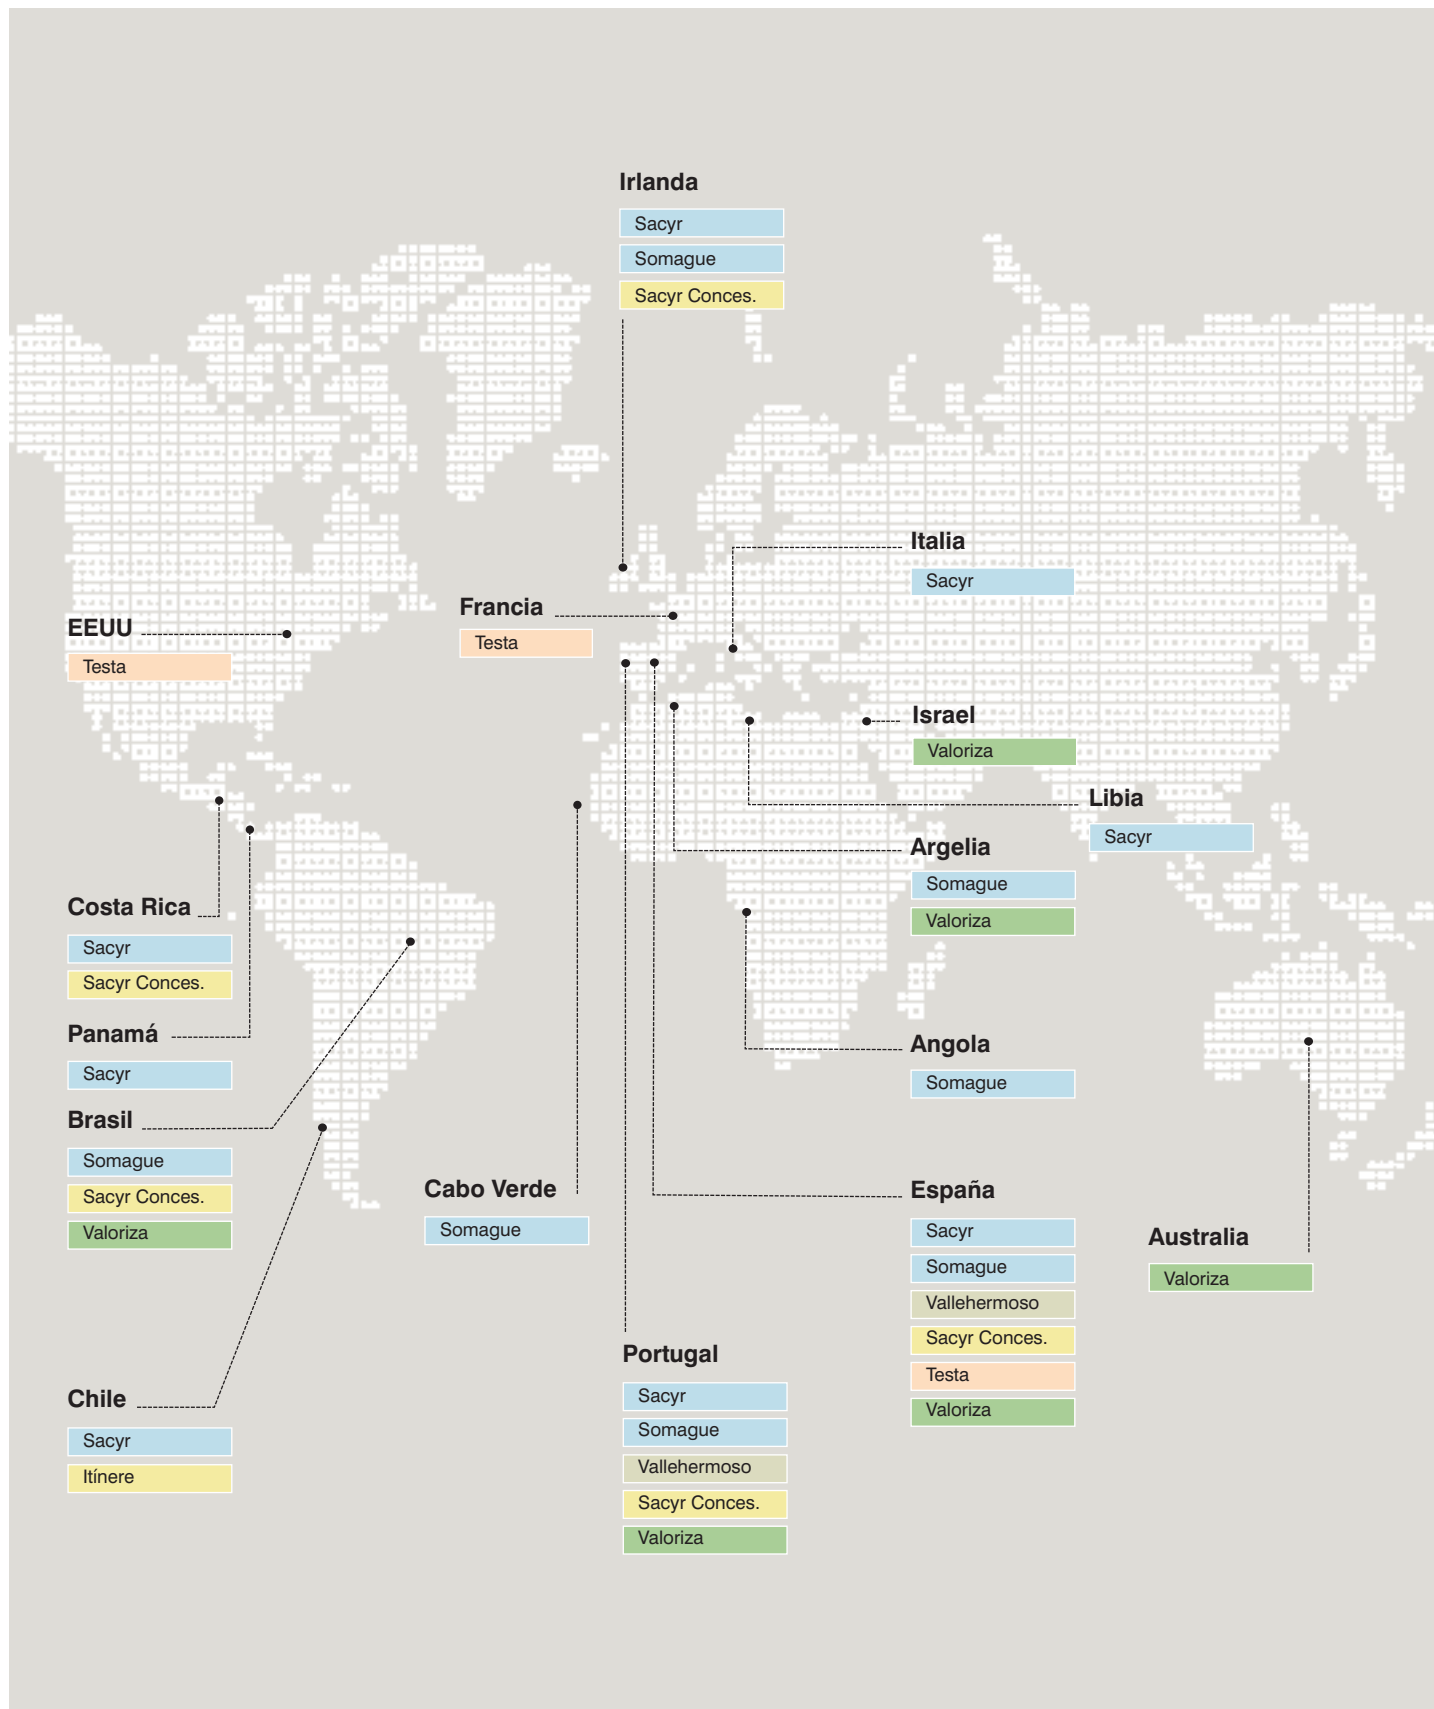 Irlanda
Sacyr
Somague
Sacyr Conces.
Italia
Sacyr
Francia
Testa
EEUU
Testa
Israel
Valoriza
Libia
Sacyr
Argelia
Somague
Valoriza
Costa Rica
Sacyr
Sacyr Conces.
Panamá
Sacyr
Angola
Somague
Brasil
Somague
Sacyr Conces.
Valoriza
Cabo Verde
Somague
España
Sacyr
Somague
Vallehermoso
Sacyr Conces.
Testa
Valoriza
Australia
Valoriza
Portugal
Sacyr
Somague
Vallehermoso
Sacyr Conces.
Valoriza
Chile
Sacyr
Itínere